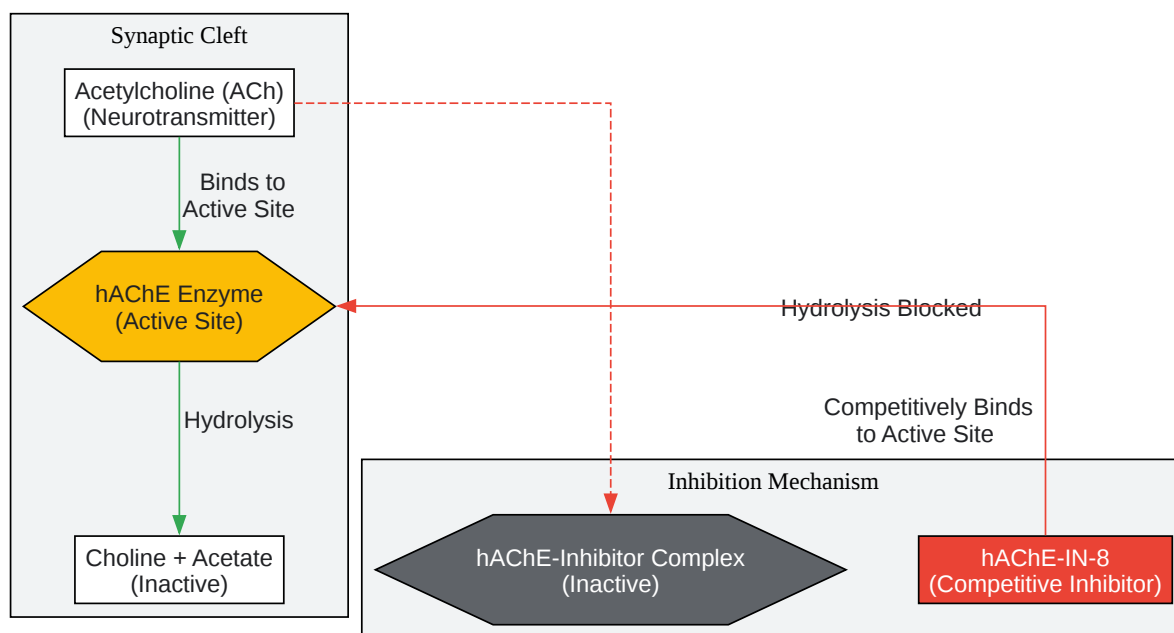 Synaptic Cleft
Acetylcholine (ACh)
(Neurotransmitter)
Binds to
Active Site
hAChE Enzyme
(Active Site)
Hydrolysis Blocked
Hydrolysis
Competitively Binds
to Active Site
Inhibition Mechanism
Choline + Acetate
(Inactive)
hAChE-Inhibitor Complex
(Inactive)
hAChE-IN-8
(Competitive Inhibitor)